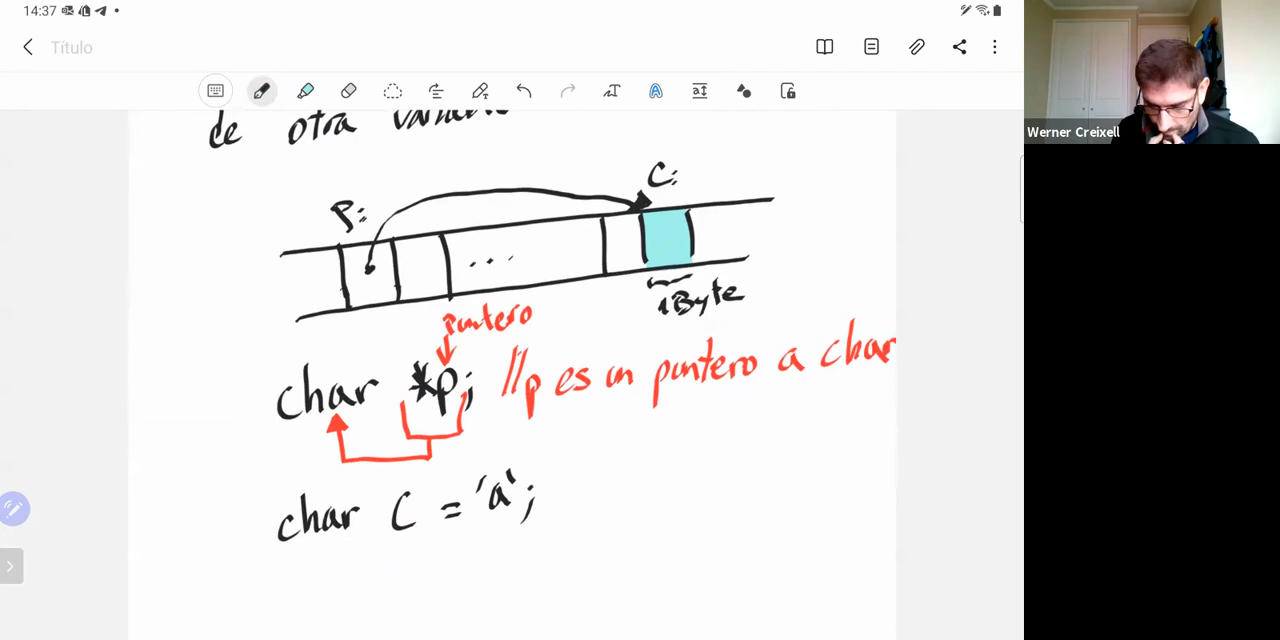 14:37
Título
de otra
P:
C:
...
1Byte
puntero
char *p; //p es un puntero a char
char C = 'a';
Werner Creixell